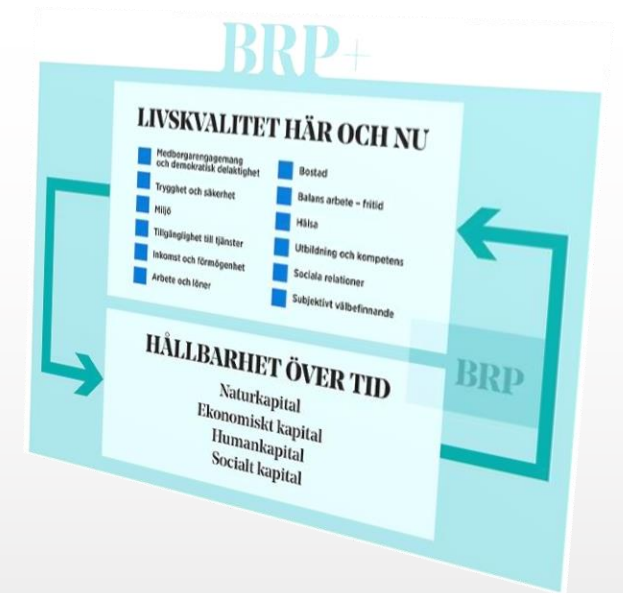 BRP+
LIVSKVALITET HÄR OCH NU
Medborgarengagemang
och demokratisk delaktighet
Trygghet och säkerhet
Miljö
Tillgänglighet till tjänster
Inkomst och förmögenhet
Arbete och löner
Bostad
Balans arbete – fritid
Hälsa
Utbildning och kompetens
Sociala relationer
Subjektivt välbefinnande
HÅLLBARHET ÖVER TID
Naturkapital
Ekonomiskt kapital
Humankapital
Socialt kapital
BRP